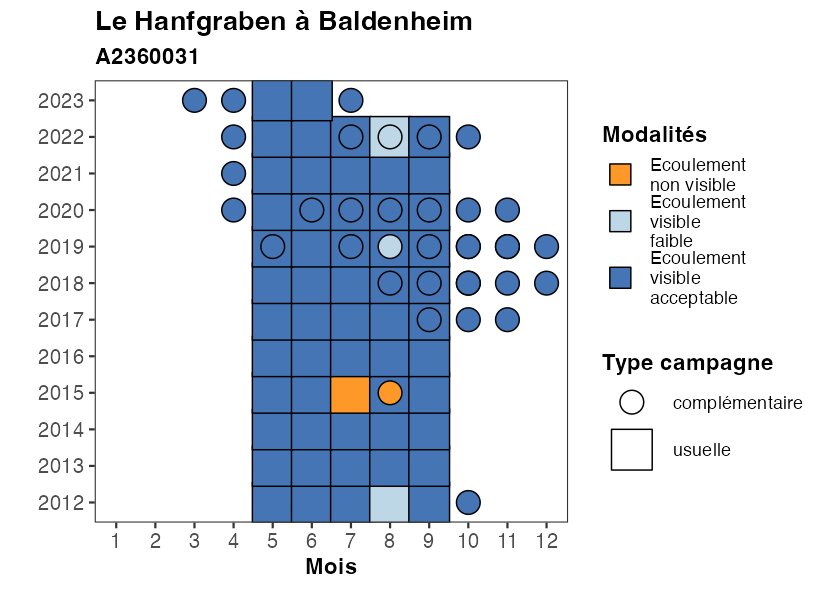 Le Hanfgraben à Baldenheim
A2360031
2023
2022
2021
2020
2019
2018
2017
2016
2015
2014
2013
2012
1 2 3 4 5 6 7 8 9 10 11 12
Mois
Modalités
Ecoulement
non visible
Ecoulement
visible
faible
Ecoulement
visible
acceptable
Type campagne
complémentaire
usuelle